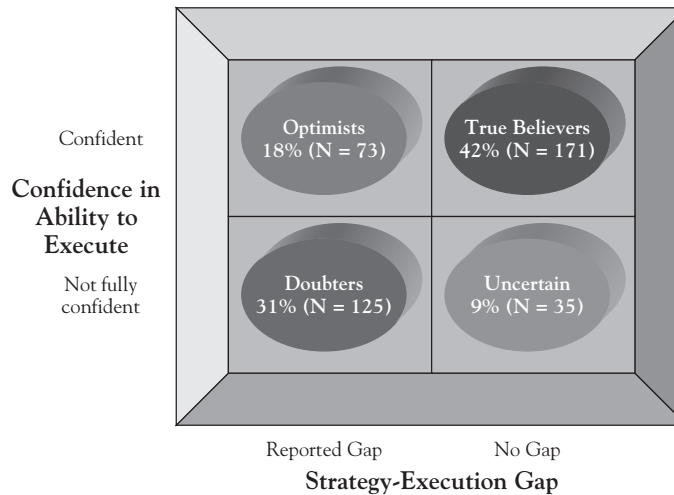 Optimists
18% (N = 73)
True Believers
42% (N = 171)
Confident
Confidence in
Ability to
Execute
Not fully
confident
Doubters
31% (N = 125)
Uncertain
9% (N = 35)
Reported Gap
No Gap
Strategy-Execution Gap